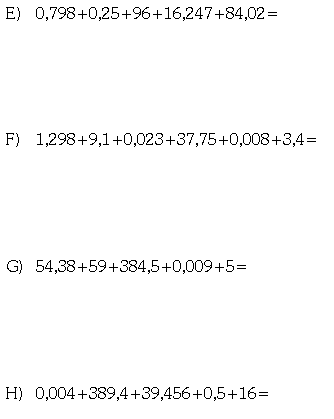 E) 0,798+0,25+96+16,247+84,02=
F) 1,298+9,1+0,023+37,75+0,008+3,4=
G) 54,38+59+384,5+0,009+5=
H) 0,004+389,4+39,456+0,5+16=